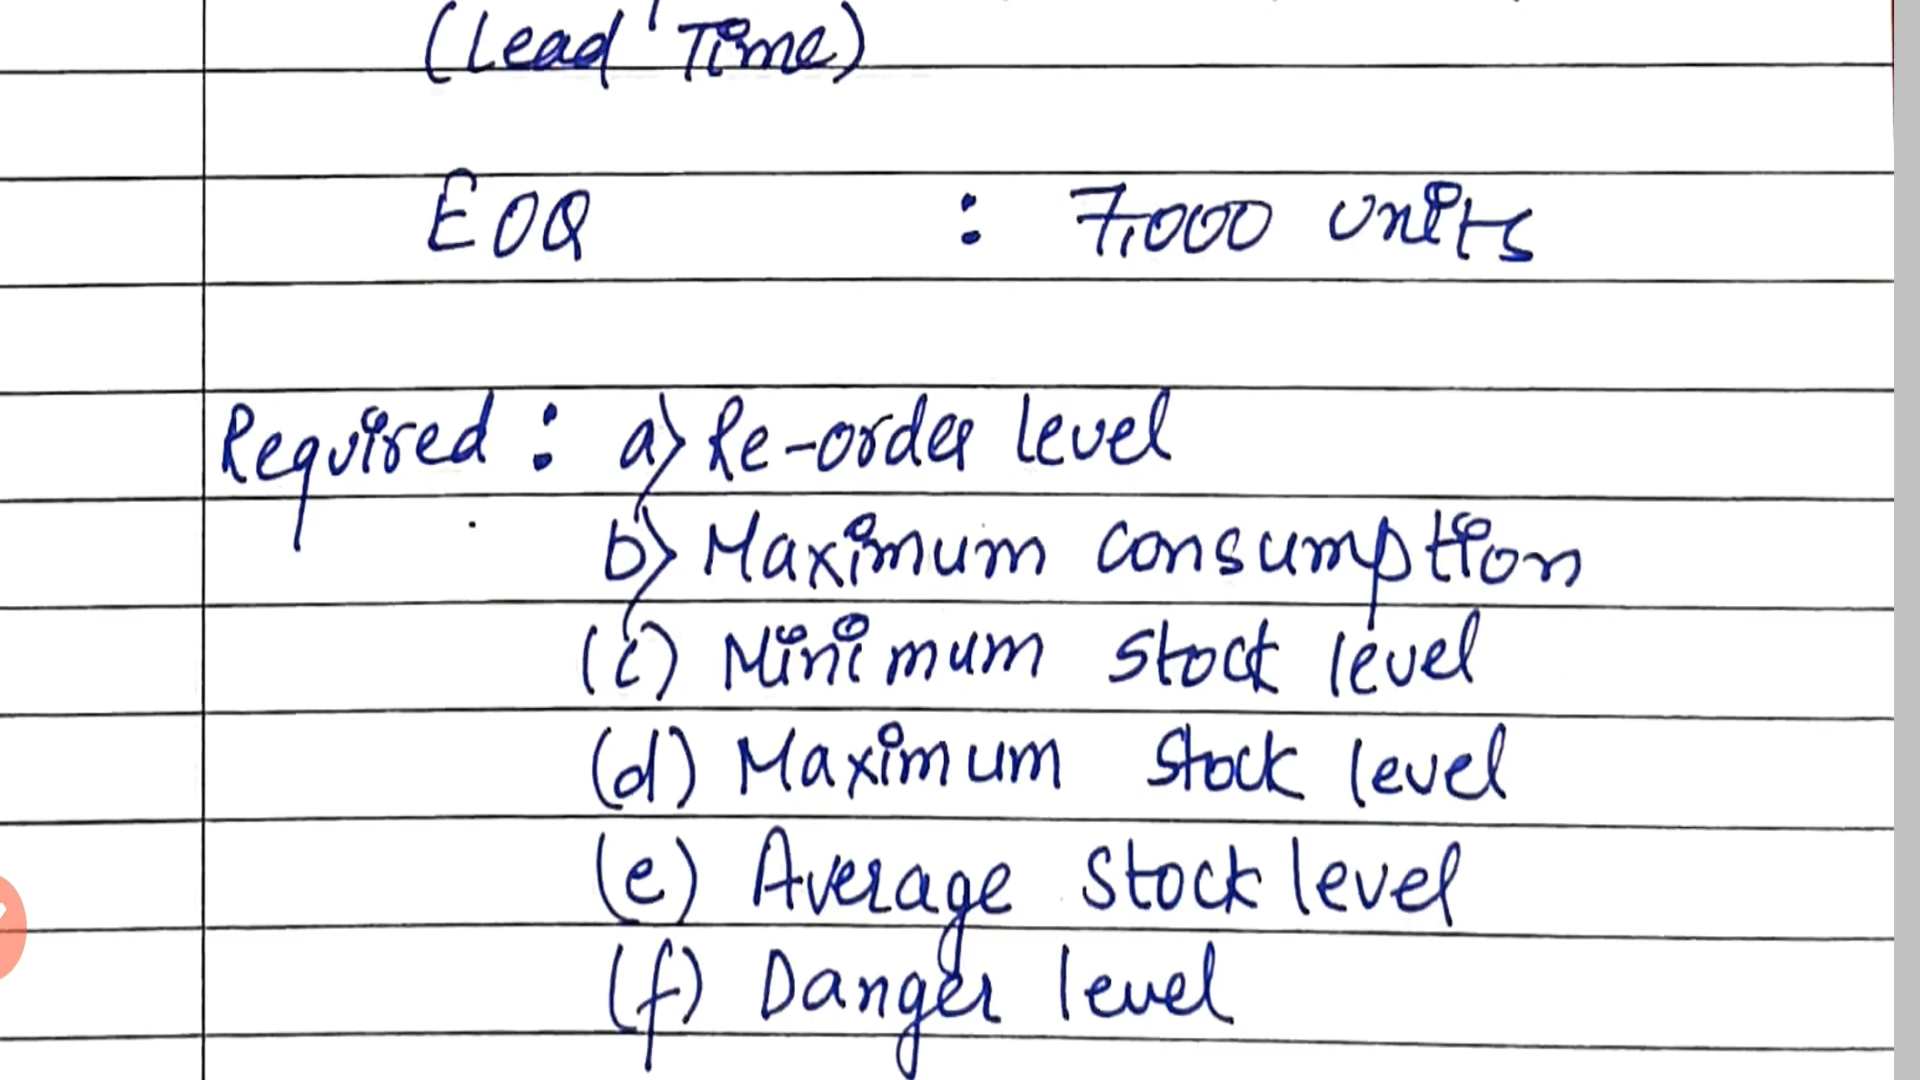 (Lead Time)
EOQ : 7,000 units
Required : a) Re-order level
b) Maximum consumption
(c) Minimum stock level
(d) Maximum stock level
(e) Average stock level
(f) Danger level